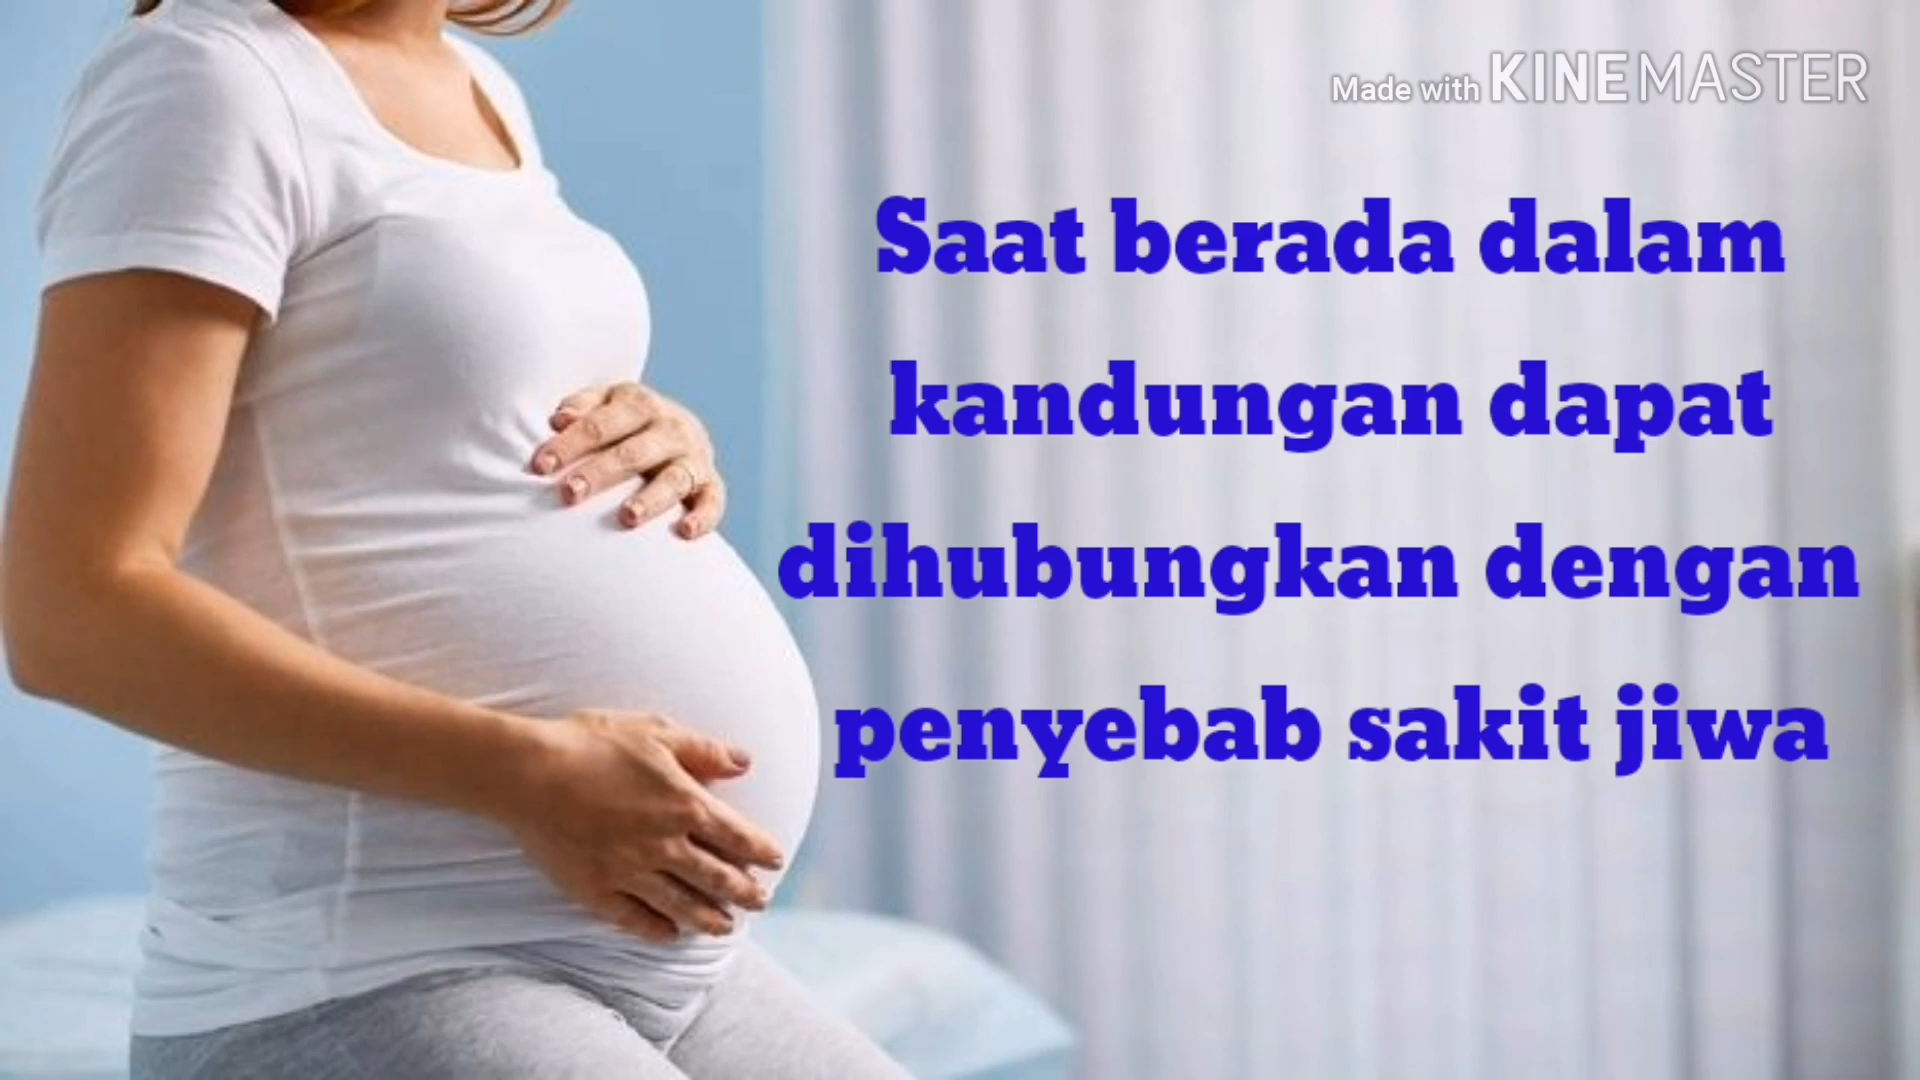 Made with KINEMASTER
Saat berada dalam
kandungan dapat
dihubungkan dengan
penyebab sakit jiwa